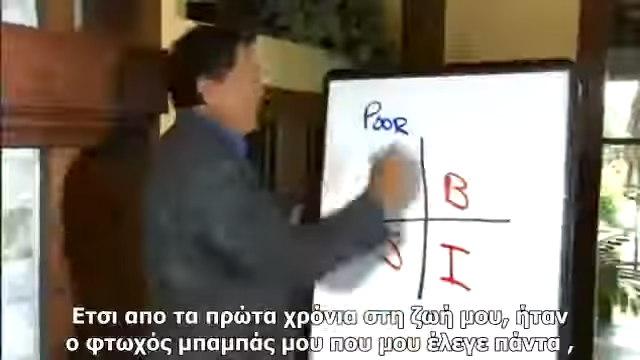 POOR
B
I
Ετσι απο τα πρώτα χρόνια στη ζωή μου, ήταν
ο φτωχός μπαμπάς μου που μου έλεγε πάντα ,